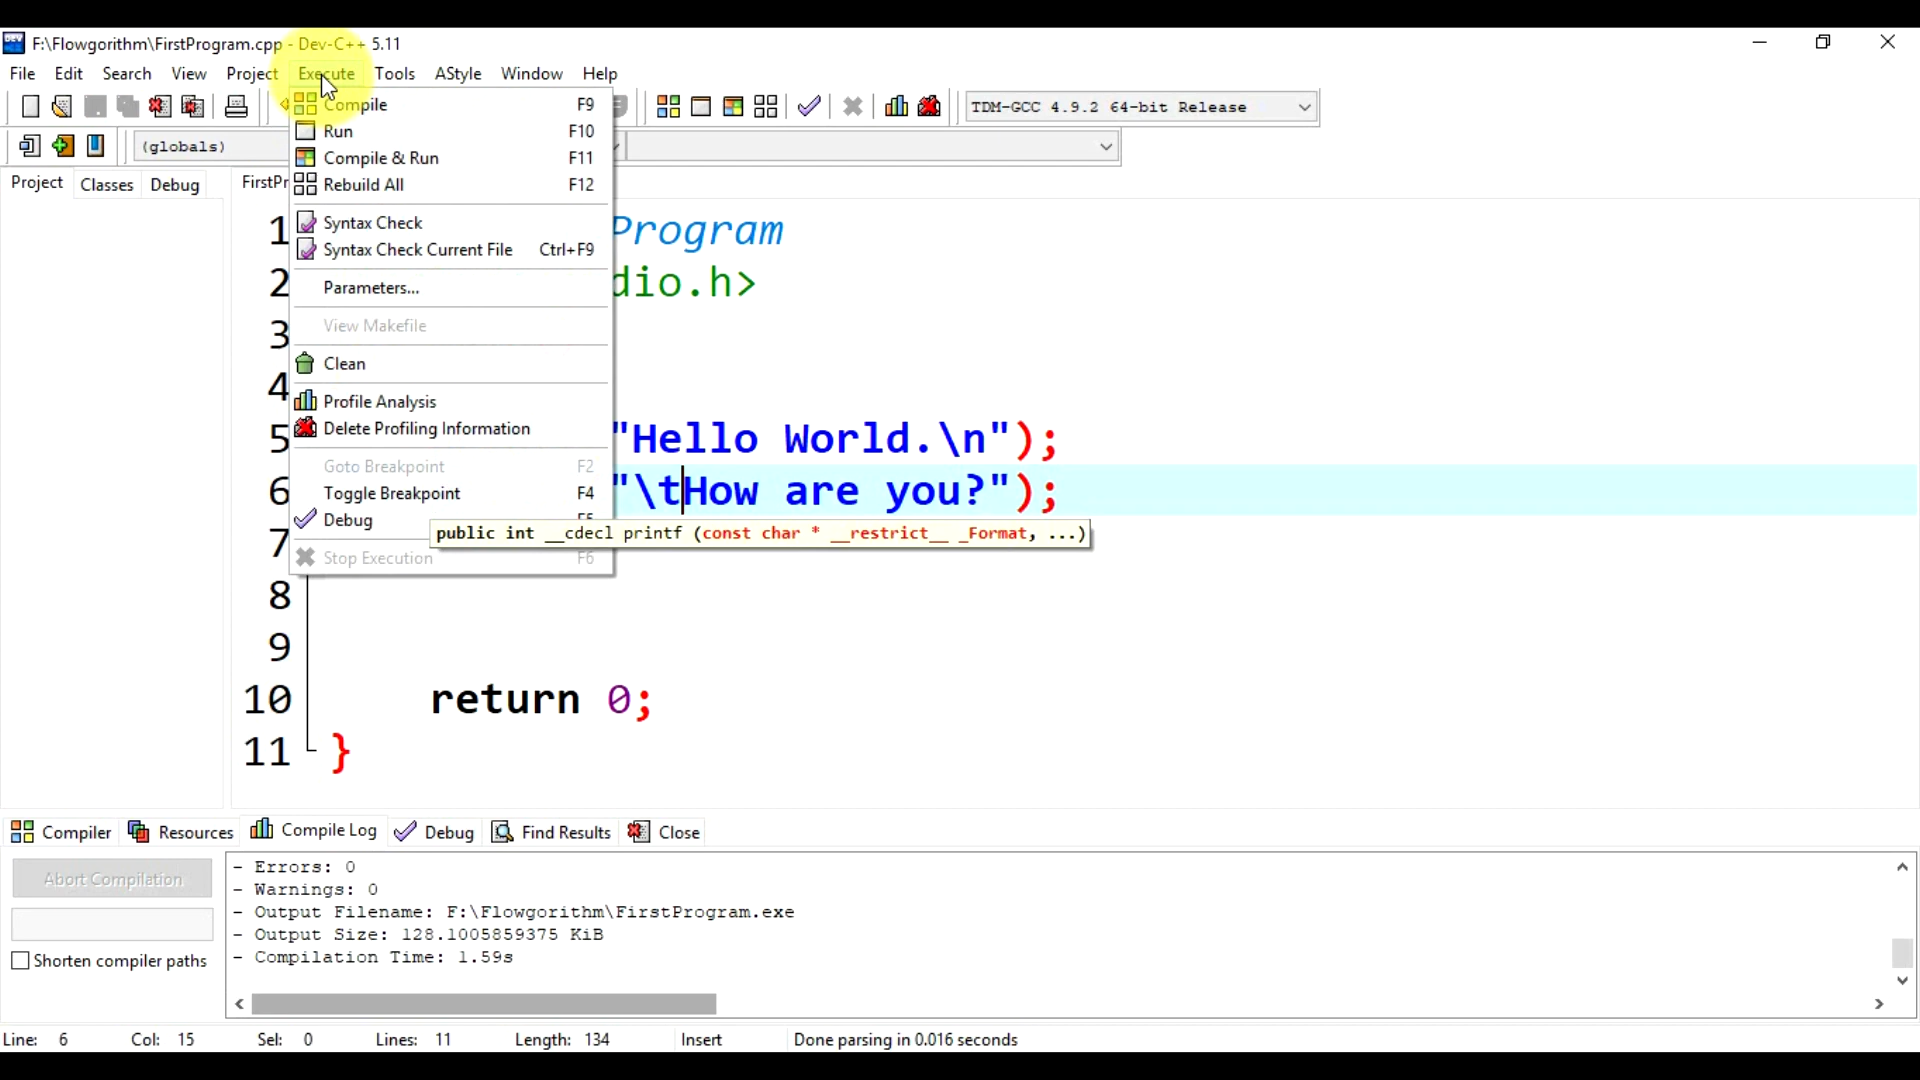 F:\Flowgorithm\FirstProgram.cpp - Dev-C++ 5.11
File Edit Search View Project Execute Tools AStyle Window Help
TDM-GCC 4.9.2 64-bit Release
(globals)
Compile F9
Run F10
Compile & Run F11
Rebuild All F12
Syntax Check
Syntax Check Current File Ctrl+F9
Parameters...
View Makefile
Clean
Profile Analysis
Delete Profiling Information
Goto Breakpoint F2
Toggle Breakpoint F4
Debug F5
Stop Execution F6
Project Classes Debug
FirstPr
1 Program
2 dio.h>
3
4
5 "Hello World.\n");
6 "\tHow are you?");
public int __cdecl printf (const char * __restrict__ _Format, ...)
7
8
9
10 return 0;
11 }
Compiler Resources Compile Log Debug Find Results Close
Abort Compilation
Shorten compiler paths
- Errors: 0
- Warnings: 0
- Output Filename: F:\Flowgorithm\FirstProgram.exe
- Output Size: 128.1005859375 KiB
- Compilation Time: 1.59s
Line: 6 Col: 15 Sel: 0 Lines: 11 Length: 134 Insert Done parsing in 0.016 seconds